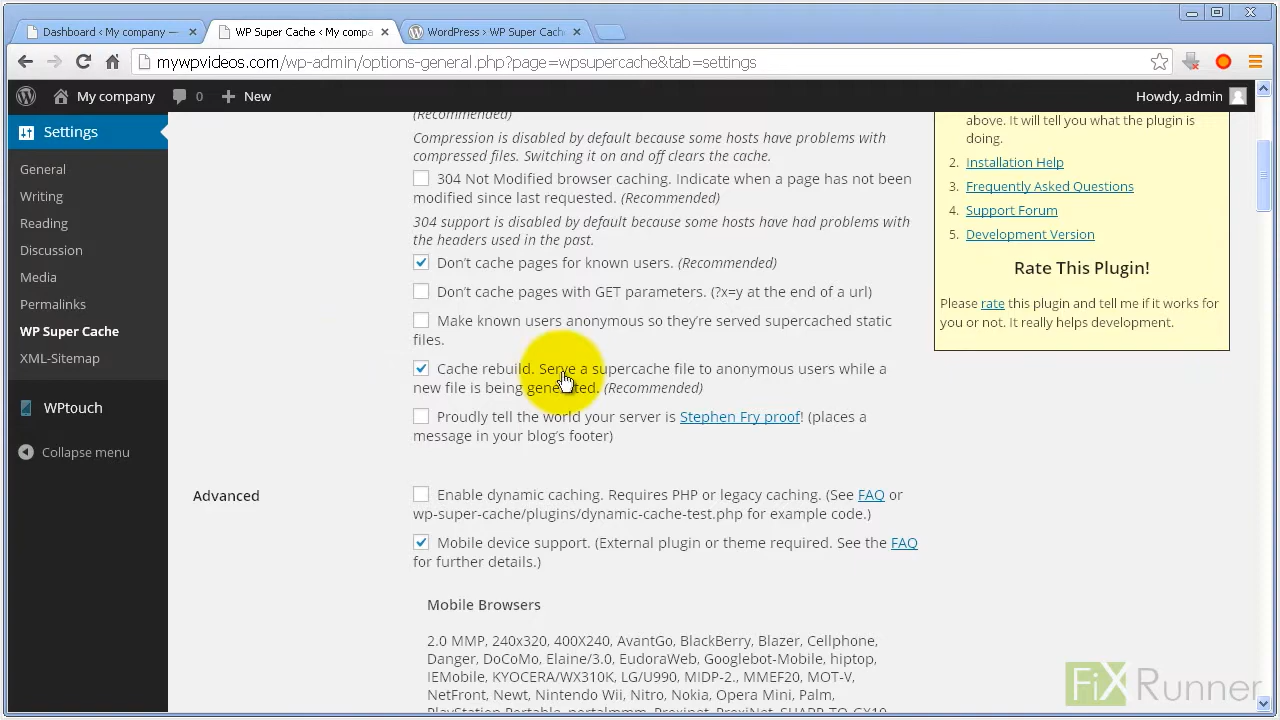 Dashboard ‹ My company —
WP Super Cache ‹ My compa
WordPress › WP Super Cach
mywpvideos.com/wp-admin/options-general.php?page=wpsupercache&tab=settings
My company
0
New
Howdy, admin
Settings
General
Writing
Reading
Discussion
Media
Permalinks
WP Super Cache
XML-Sitemap
WPtouch
Collapse menu
(Recommended)
Compression is disabled by default because some hosts have problems with
compressed files. Switching it on and off clears the cache.
304 Not Modified browser caching. Indicate when a page has not been
modified since last requested. (Recommended)
304 support is disabled by default because some hosts have had problems with
the headers used in the past.
Don't cache pages for known users. (Recommended)
Don't cache pages with GET parameters. (?x=y at the end of a url)
Make known users anonymous so they're served supercached static
files.
Cache rebuild. Serve a supercache file to anonymous users while a
new file is being generated. (Recommended)
Proudly tell the world your server is Stephen Fry proof! (places a
message in your blog's footer)
Advanced
Enable dynamic caching. Requires PHP or legacy caching. (See FAQ or
wp-super-cache/plugins/dynamic-cache-test.php for example code.)
Mobile device support. (External plugin or theme required. See the FAQ
for further details.)
Mobile Browsers
2.0 MMP, 240x320, 400X240, AvantGo, BlackBerry, Blazer, Cellphone,
Danger, DoCoMo, Elaine/3.0, EudoraWeb, Googlebot-Mobile, hiptop,
IEMobile, KYOCERA/WX310K, LG/U990, MIDP-2., MMEF20, MOT-V,
NetFront, Newt, Nintendo Wii, Nitro, Nokia, Opera Mini, Palm,
PlayStation Portable, portalmmm, Proxinet, ProxiNet, SHARP-TQ-GX10
above. It will tell you what the plugin is
doing.
2. Installation Help
3. Frequently Asked Questions
4. Support Forum
5. Development Version
Rate This Plugin!
Please rate this plugin and tell me if it works for
you or not. It really helps development.
FiX Runner